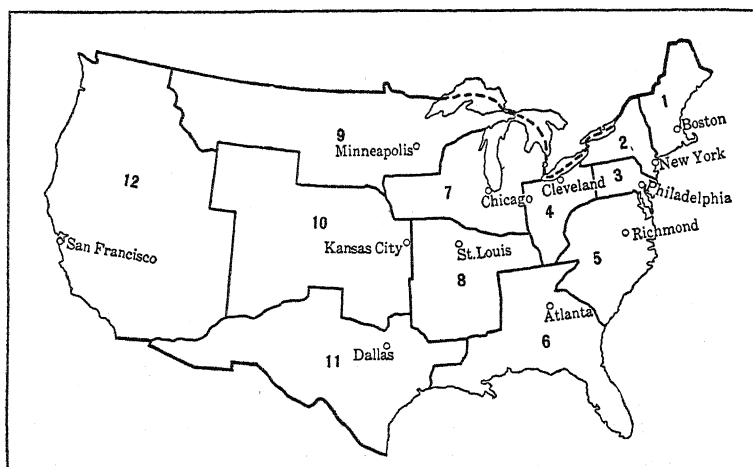 1
Boston
2
New York
9
Minneapolis
3
Philadelphia
12
7
Chicago
Cleveland
4
10
Richmond
San Francisco
Kansas City
St. Louis
5
8
Atlanta
6
11
Dallas